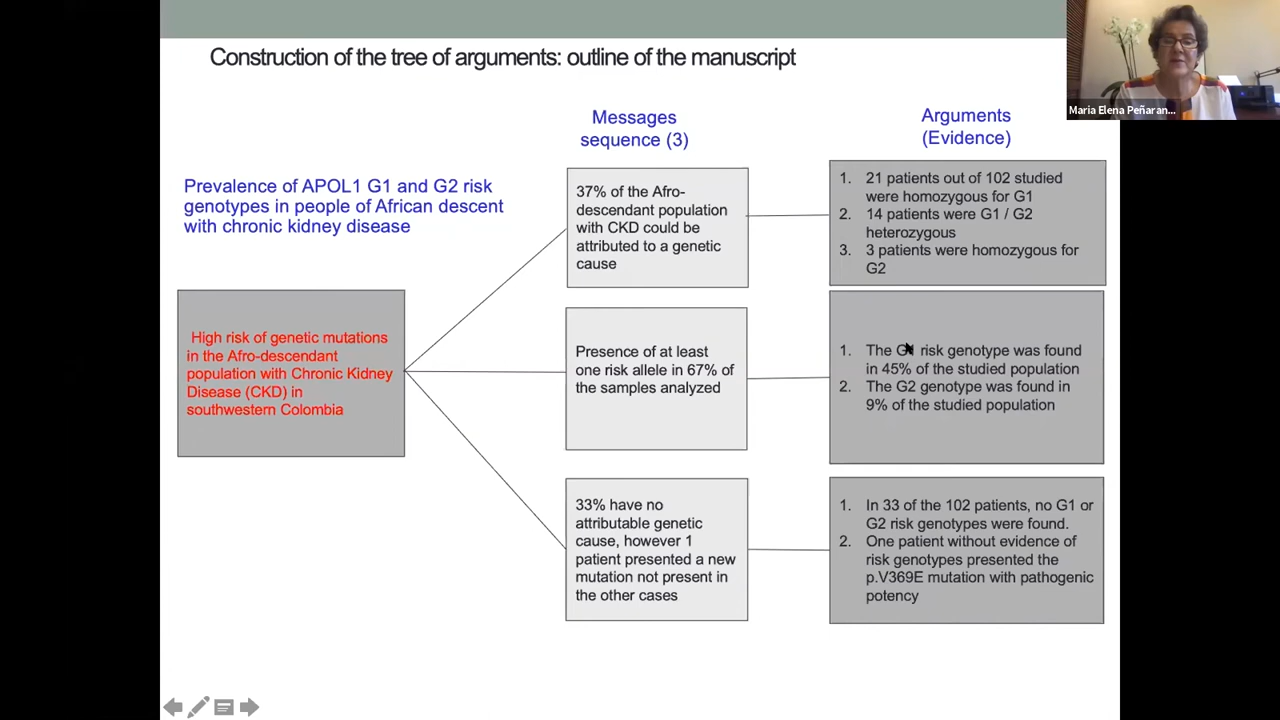 Construction of the tree of arguments: outline of the manuscript
Maria Elena Peñaran...
Messages
sequence (3)
Arguments
(Evidence)
Prevalence of APOL1 G1 and G2 risk
genotypes in people of African descent
with chronic kidney disease
High risk of genetic mutations
in the Afro-descendant
population with Chronic Kidney
Disease (CKD) in
southwestern Colombia
37% of the Afro-
descendant population
with CKD could be
attributed to a genetic
cause
1. 21 patients out of 102 studied
were homozygous for G1
2. 14 patients were G1 / G2
heterozygous
3. 3 patients were homozygous for
G2
Presence of at least
one risk allele in 67% of
the samples analyzed
1. The G1 risk genotype was found
in 45% of the studied population
2. The G2 genotype was found in
9% of the studied population
33% have no
attributable genetic
cause, however 1
patient presented a new
mutation not present in
the other cases
1. In 33 of the 102 patients, no G1 or
G2 risk genotypes were found.
2. One patient without evidence of
risk genotypes presented the
p.V369E mutation with pathogenic
potency